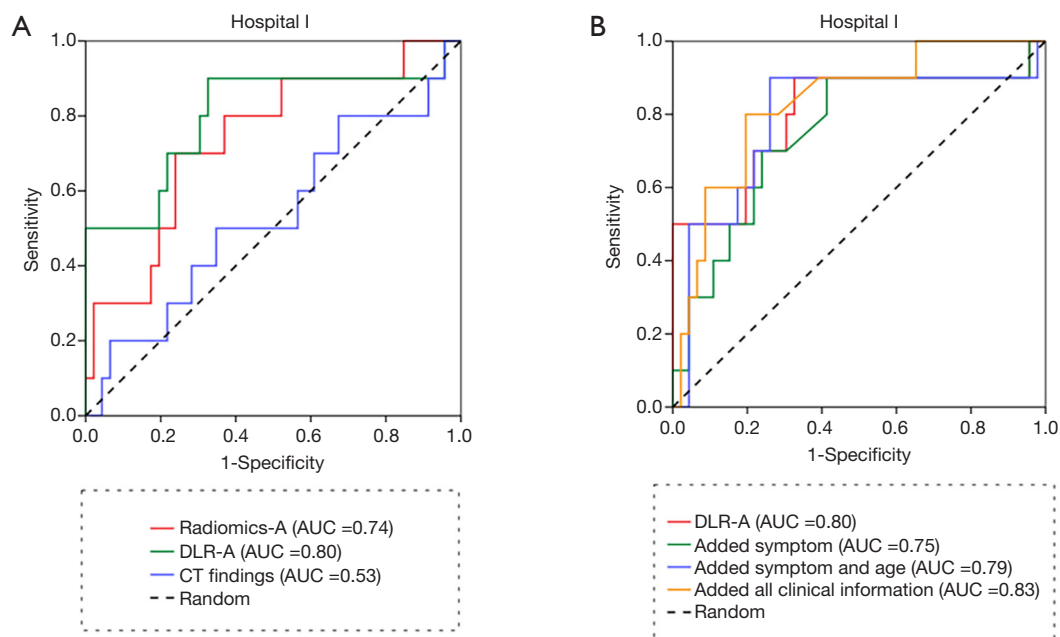 A
Hospital I
1.0
0.8
0.6
0.4
0.2
0.0
Sensitivity
0.0 0.2 0.4 0.6 0.8 1.0
1-Specificity
Radiomics-A (AUC =0.74)
DLR-A (AUC =0.80)
CT findings (AUC =0.53)
Random
B
Hospital I
1.0
0.8
0.6
0.4
0.2
0.0
Sensitivity
0.0 0.2 0.4 0.6 0.8 1.0
1-Specificity
DLR-A (AUC =0.80)
Added symptom (AUC =0.75)
Added symptom and age (AUC =0.79)
Added all clinical information (AUC =0.83)
Random